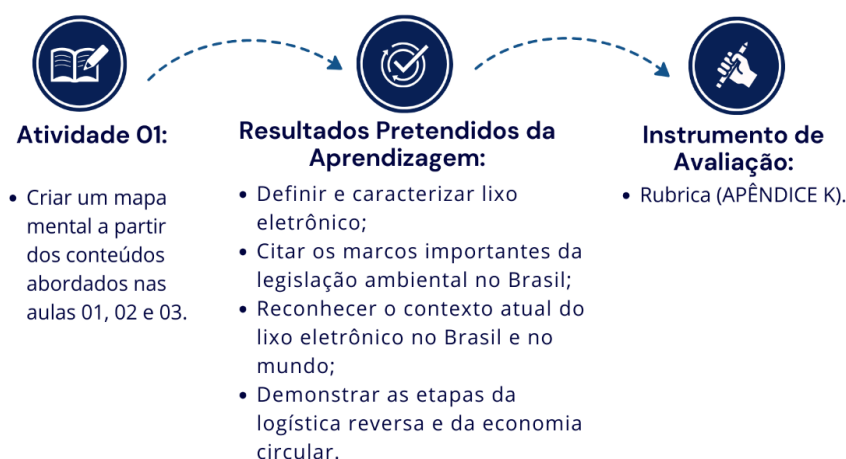 Atividade 01:
• Criar um mapa
mental a partir
dos conteúdos
abordados nas
aulas 01, 02 e 03.
Resultados Pretendidos da
Aprendizagem:
• Definir e caracterizar lixo
eletrônico;
• Citar os marcos importantes da
legislação ambiental no Brasil;
• Reconhecer o contexto atual do
lixo eletrônico no Brasil e no
mundo;
• Demonstrar as etapas da
logística reversa e da economia
circular.
Instrumento de
Avaliação:
• Rubrica (APÊNDICE K).